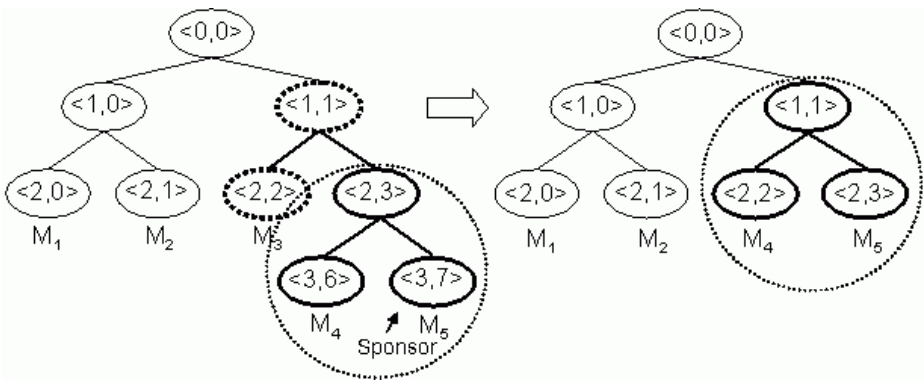 <0,0>
<0,0>
<1,0>
<1,1>
<1,0>
<1,1>
<2,0>
<2,1>
<2,2>
<2,3>
<2,0>
<2,1>
<2,2>
<2,3>
M1
M2
M3
M1
M2
M4
M5
<3,6>
<3,7>
M4
M5
Sponsor